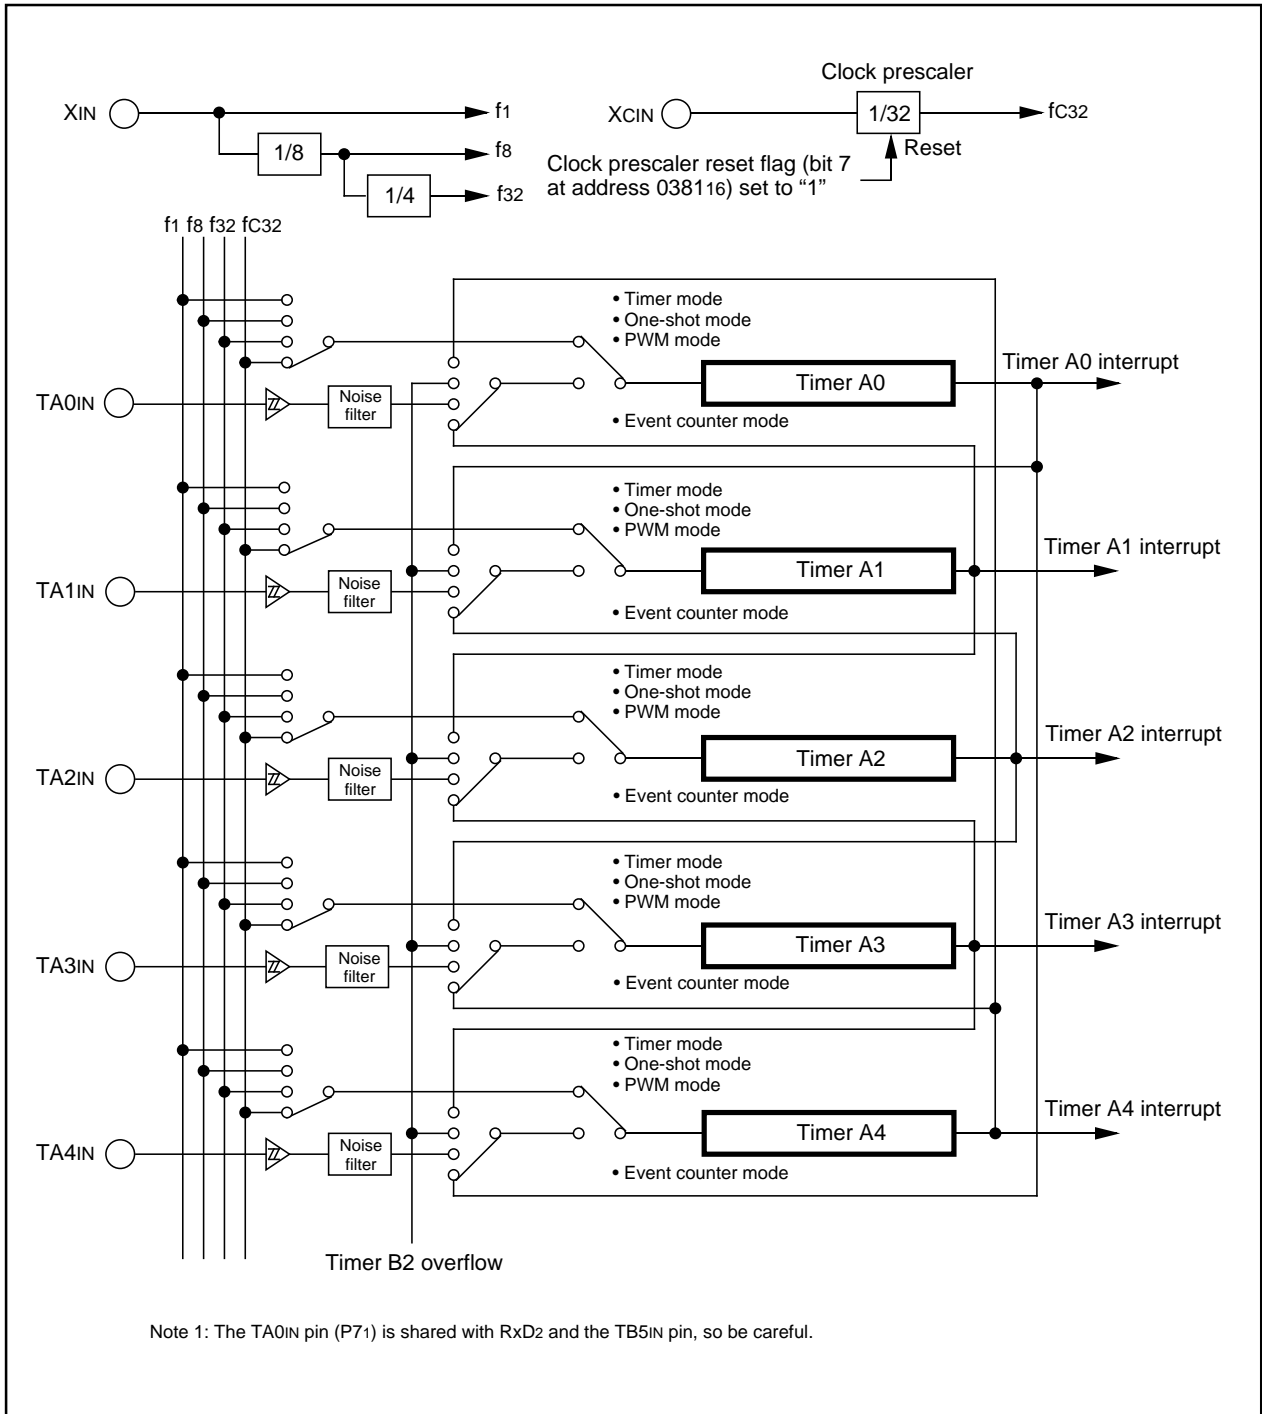 Clock prescaler
XIN
f1
XCIN
1/32
fC32
1/8
f8
Reset
Clock prescaler reset flag (bit 7
at address 038116) set to “1”
1/4
f32
f1 f8 f32 fC32
• Timer mode
• One-shot mode
• PWM mode
Timer A0 interrupt
Timer A0
TA0IN
Noise
filter
• Event counter mode
• Timer mode
• One-shot mode
• PWM mode
Timer A1 interrupt
Timer A1
TA1IN
Noise
filter
• Event counter mode
• Timer mode
• One-shot mode
• PWM mode
Timer A2 interrupt
Timer A2
TA2IN
Noise
filter
• Event counter mode
• Timer mode
• One-shot mode
• PWM mode
Timer A3 interrupt
Timer A3
TA3IN
Noise
filter
• Event counter mode
• Timer mode
• One-shot mode
• PWM mode
Timer A4 interrupt
Timer A4
TA4IN
Noise
filter
• Event counter mode
Timer B2 overflow
Note 1: The TA0IN pin (P71) is shared with RxD2 and the TB5IN pin, so be careful.